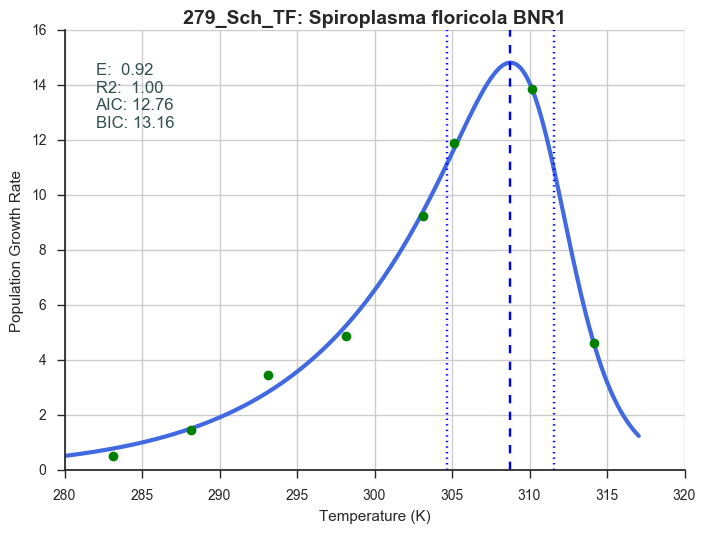 279_Sch_TF: Spiroplasma floricola BNR1
E: 0.92
R2: 1.00
AIC: 12.76
BIC: 13.16
Population Growth Rate
16
14
12
10
8
6
4
2
0
280 285 290 295 300 305 310 315 320
Temperature (K)